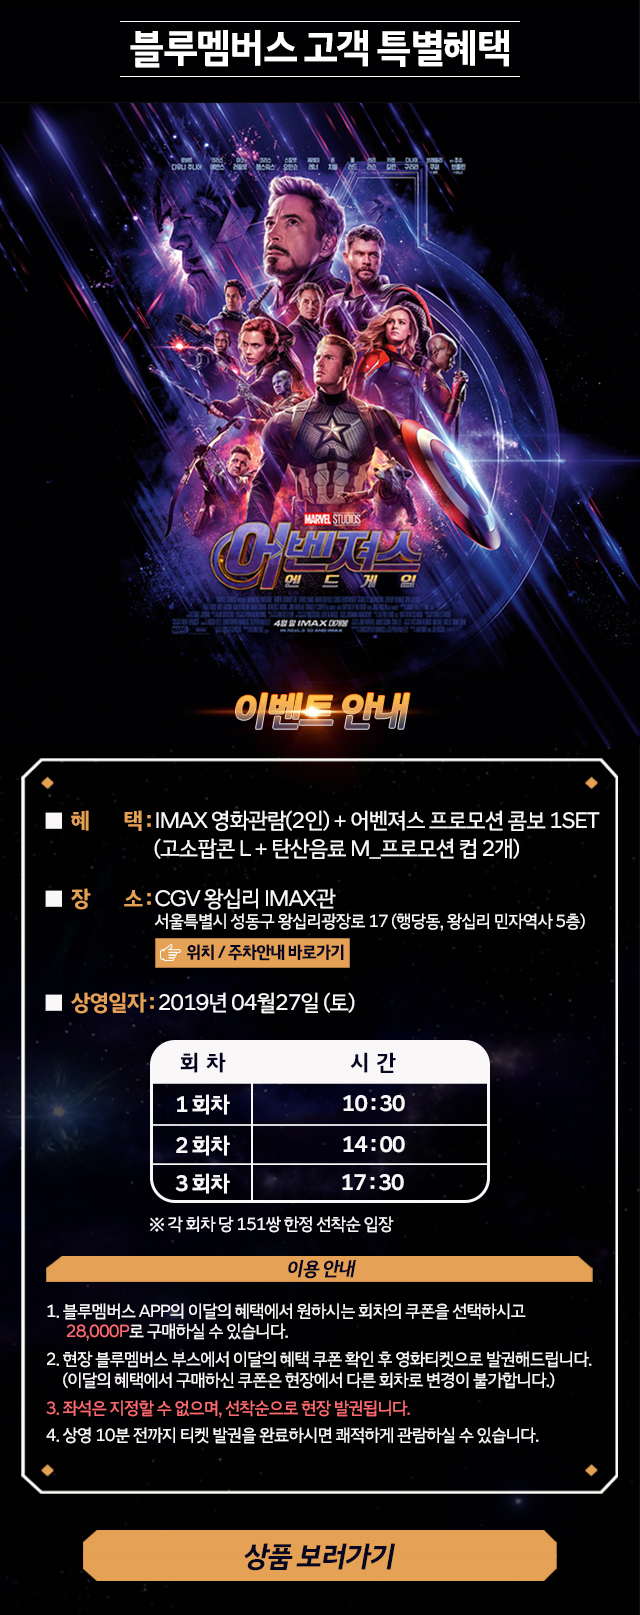 블루멤버스 고객 특별혜택
MARVEL STUDIOS
어벤져스
엔드게임
4월 말 IMAX 대개봉
IN REAL D 3D AND IMAX
이벤트 안내
■ 혜 택 : IMAX 영화관람(2인) + 어벤져스 프로모션 콤보 1SET
(고소팝콘 L + 탄산음료 M_프로모션 컵 2개)
■ 장 소 : CGV 왕십리 IMAX관
서울특별시 성동구 왕십리광장로 17 (행당동, 왕십리 민자역사 5층)
위치 / 주차안내 바로가기
■ 상영일자 : 2019년 04월27일 (토)
회 차 시 간
1 회차 10 : 30
2 회차 14 : 00
3 회차 17 : 30
※ 각 회차 당 151쌍 한정 선착순 입장
이용 안내
1. 블루멤버스 APP의 이달의 혜택에서 원하시는 회차의 쿠폰을 선택하시고
28,000P로 구매하실 수 있습니다.
2. 현장 블루멤버스 부스에서 이달의 혜택 쿠폰 확인 후 영화티켓으로 발권해드립니다.
(이달의 혜택에서 구매하신 쿠폰은 현장에서 다른 회차로 변경이 불가합니다.)
3. 좌석은 지정할 수 없으며, 선착순으로 현장 발권됩니다.
4. 상영 10분 전까지 티켓 발권을 완료하시면 쾌적하게 관람하실 수 있습니다.
상품 보러가기